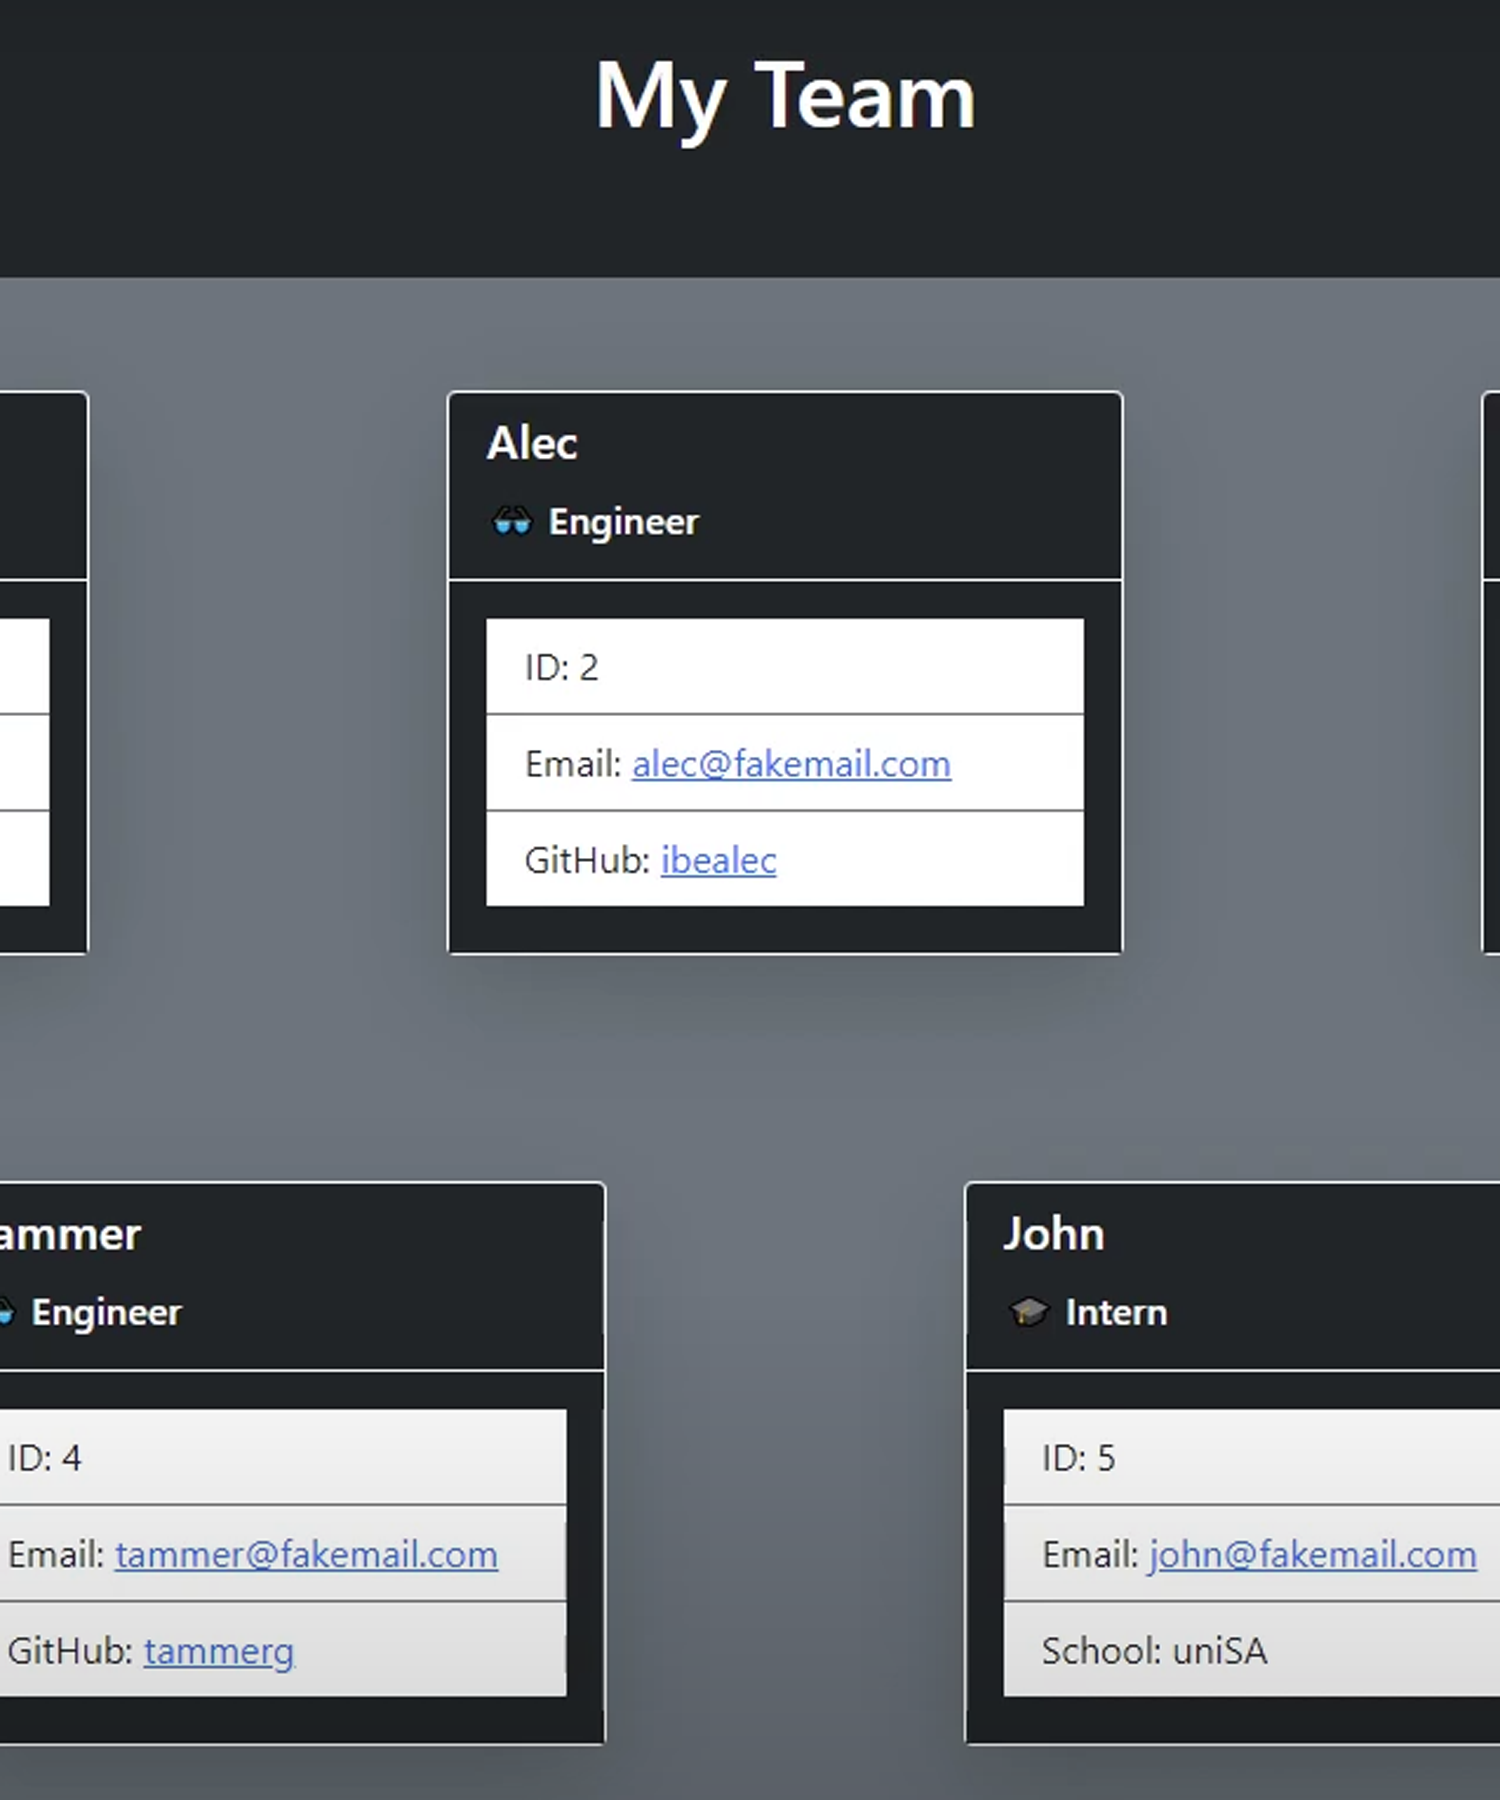 My Team
Alec
Engineer
ID: 2
Email: alec@fakemail.com
GitHub: ibealec
ammer
Engineer
ID: 4
Email: tammer@fakemail.com
GitHub: tammerg
John
Intern
ID: 5
Email: john@fakemail.com
School: uniSA